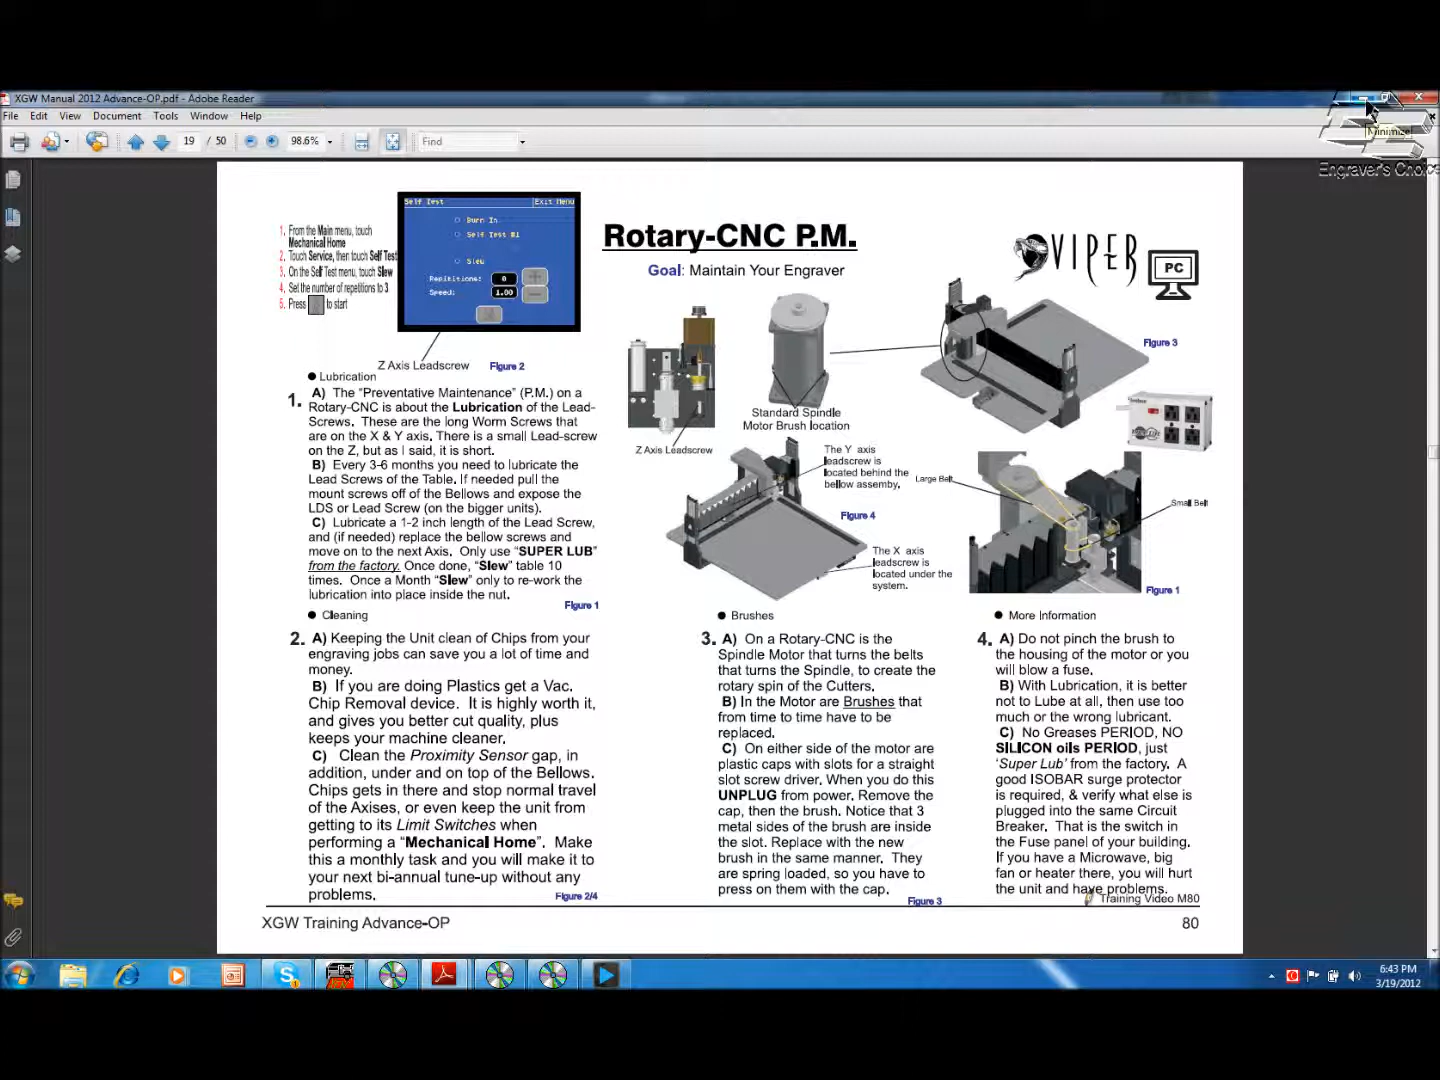 XGW Manual 2012 Advance-OP.pdf - Adobe Reader
File Edit View Document Tools Window Help
19 / 50 98.6% Find
Minimize
Engraver's Choice
Self Test Exit Menu
Burn In
Self Test #1
Slew
Repititions: 0
Speed: 1.00
1. From the Main menu, touch
Mechanical Home
2. Touch Service, then touch Self Test
3. On the Self Test menu, touch Slew
4. Set the number of repetitions to 3
5. Press to start
Z Axis Leadscrew Figure 2
Rotary-CNC P.M.
Goal: Maintain Your Engraver
VIPER
PC
Figure 3
Standard Spindle
Motor Brush location
Z Axis Leadscrew
The Y axis
leadscrew is
located behind the
bellow assemby.
Figure 4
The X axis
leadscrew is
located under the
system.
Large Belt
Small Belt
Figure 1
● Lubrication
1. A) The "Preventative Maintenance" (P.M.) on a
Rotary-CNC is about the Lubrication of the Lead-
Screws. These are the long Worm Screws that
are on the X & Y axis. There is a small Lead-screw
on the Z, but as I said, it is short.
B) Every 3-6 months you need to lubricate the
Lead Screws of the Table. If needed pull the
mount screws off of the Bellows and expose the
LDS or Lead Screw (on the bigger units).
C) Lubricate a 1-2 inch length of the Lead Screw,
and (if needed) replace the bellow screws and
move on to the next Axis. Only use "SUPER LUB"
from the factory. Once done, "Slew" table 10
times. Once a Month "Slew" only to re-work the
lubrication into place inside the nut.
Figure 1
● Cleaning
2. A) Keeping the Unit clean of Chips from your
engraving jobs can save you a lot of time and
money.
B) If you are doing Plastics get a Vac.
Chip Removal device. It is highly worth it,
and gives you better cut quality, plus
keeps your machine cleaner.
C) Clean the Proximity Sensor gap, in
addition, under and on top of the Bellows.
Chips gets in there and stop normal travel
of the Axises, or even keep the unit from
getting to its Limit Switches when
performing a "Mechanical Home". Make
this a monthly task and you will make it to
your next bi-annual tune-up without any
problems.
Figure 2/4
● Brushes
3. A) On a Rotary-CNC is the
Spindle Motor that turns the belts
that turns the Spindle, to create the
rotary spin of the Cutters.
B) In the Motor are Brushes that
from time to time have to be
replaced.
C) On either side of the motor are
plastic caps with slots for a straight
slot screw driver. When you do this
UNPLUG from power. Remove the
cap, then the brush. Notice that 3
metal sides of the brush are inside
the slot. Replace with the new
brush in the same manner. They
are spring loaded, so you have to
press on them with the cap.
Figure 3
● More Information
4. A) Do not pinch the brush to
the housing of the motor or you
will blow a fuse.
B) With Lubrication, it is better
not to Lube at all, then use too
much or the wrong lubricant.
C) No Greases PERIOD, NO
SILICON oils PERIOD, just
'Super Lub' from the factory. A
good ISOBAR surge protector
is required, & verify what else is
plugged into the same Circuit
Breaker. That is the switch in
the Fuse panel of your building.
If you have a Microwave, big
fan or heater there, you will hurt
the unit and have problems.
Training Video M80
XGW Training Advance-OP 80
6:43 PM
3/19/2012